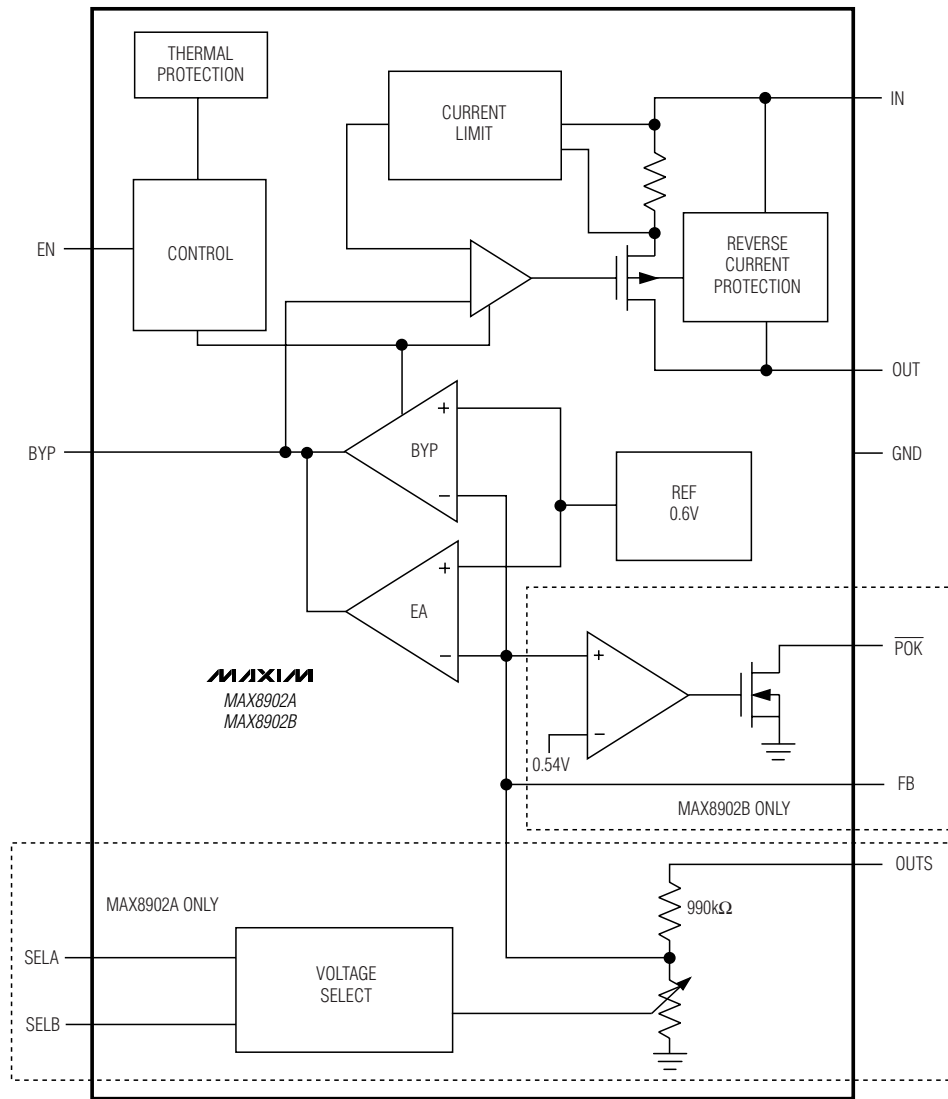 THERMAL
PROTECTION
CURRENT
LIMIT
IN
EN
CONTROL
REVERSE
CURRENT
PROTECTION
OUT
BYP
+
BYP
−
GND
REF
0.6V
+
EA
−
+
−
0.54V
POK
MAXIM
MAX8902A
MAX8902B
FB
MAX8902B ONLY
OUTS
MAX8902A ONLY
990kΩ
SELA
VOLTAGE
SELECT
SELB